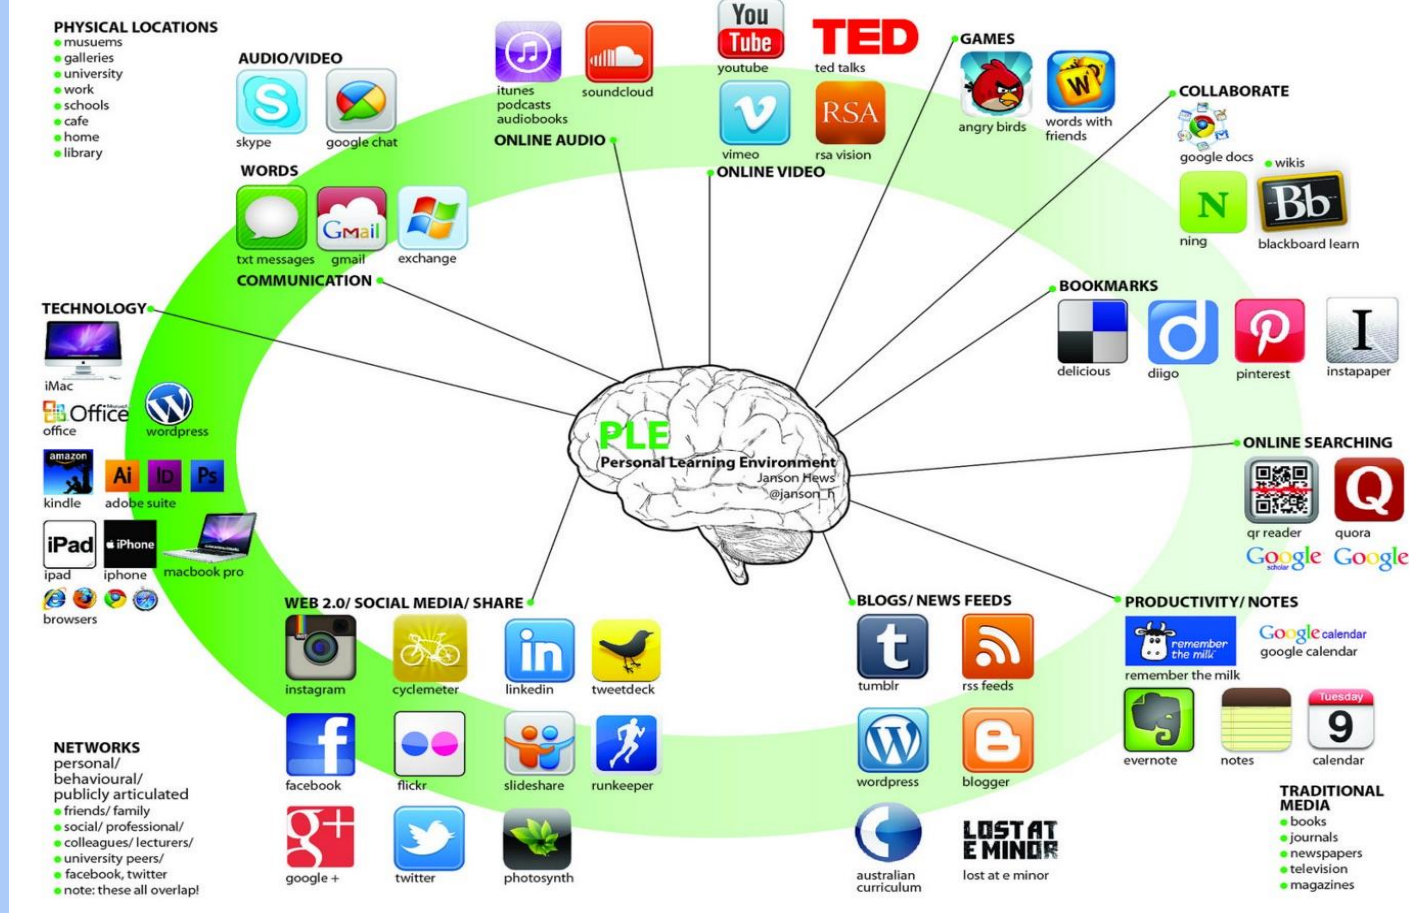 PHYSICAL LOCATIONS
musuems
galleries
university
work
schools
cafe
home
library
AUDIO/VIDEO
S
skype
google chat
WORDS
GMail
txt messages
gmail
exchange
COMMUNICATION
itunes
podcasts
audiobooks
soundcloud
ONLINE AUDIO
You
Tube
youtube
TED
ted talks
vimeo
RSA
rsa vision
ONLINE VIDEO
GAMES
angry birds
W
words with
friends
COLLABORATE
google docs
wikis
N
ning
Bb
blackboard learn
BOOKMARKS
delicious
d
diigo
pinterest
I
instapaper
ONLINE SEARCHING
qr reader
Q
quora
Google
scholar
Google
TECHNOLOGY
iMac
Microsoft
Office
office
wordpress
amazon
kindle
Ai
ID
Ps
adobe suite
iPad
ipad
iPhone
iphone
macbook pro
browsers
PLE
Personal Learning Environment
Janson Hews
@janson_h
WEB 2.0/ SOCIAL MEDIA/ SHARE
instagram
cyclemeter
in
linkedin
tweetdeck
f
facebook
flickr
slideshare
runkeeper
g+
google +
twitter
photosynth
BLOGS/ NEWS FEEDS
t
tumblr
rss feeds
wordpress
blogger
australian
curriculum
LOST AT
E MINOR
lost at e minor
PRODUCTIVITY/ NOTES
remember
the milk
remember the milk
Google calendar
google calendar
evernote
notes
Tuesday
9
calendar
NETWORKS
personal/
behavioural/
publicly articulated
friends/ family
social/ professional/
colleagues/ lecturers/
university peers/
facebook, twitter
note: these all overlap!
TRADITIONAL
MEDIA
books
journals
newspapers
television
magazines